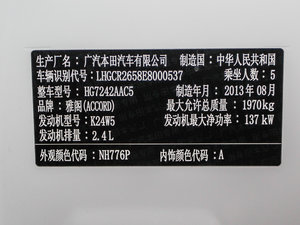 生产厂名：广汽本田汽车有限公司 制造国：中华人民共和国
车辆识别代号：LHGCR2658E8000537 乘坐人数：5
整车型号：HG7242AAC5 制造年月：2013年08月
品牌：雅阁(ACCORD) 最大允许总质量：1970kg
发动机型号：K24W5 发动机最大净功率：137kW
发动机排量：2.4L
外观颜色代码：NH776P 内饰颜色代码：A